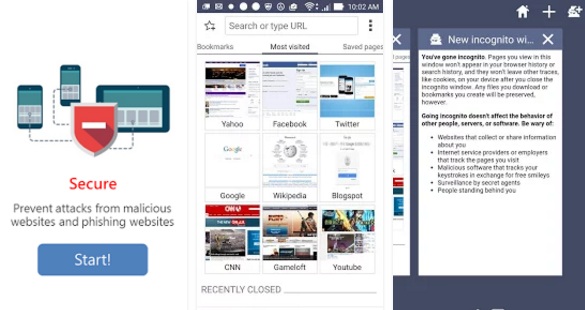 Secure
Prevent attacks from malicious
websites and phishing websites
Start!
10:02 AM
Search or type URL
Bookmarks
Most visited
Saved pages
Yahoo
Facebook
Twitter
Google
Wikipedia
Blogspot
CNN
Gameloft
Youtube
RECENTLY CLOSED
New incognito wi...
You've gone incognito. Pages you view in this
window won't appear in your browser history or
search history, and they won't leave other traces,
like cookies, on your device after you close the
incognito window. Any files you download or
bookmarks you create will be preserved,
however.
Going incognito doesn't affect the behavior of
other people, servers, or software. Be wary of:
• Websites that collect or share information
about you
• Internet service providers or employers
that track the pages you visit
• Malicious software that tracks your
keystrokes in exchange for free smileys
• Surveillance by secret agents
• People standing behind you